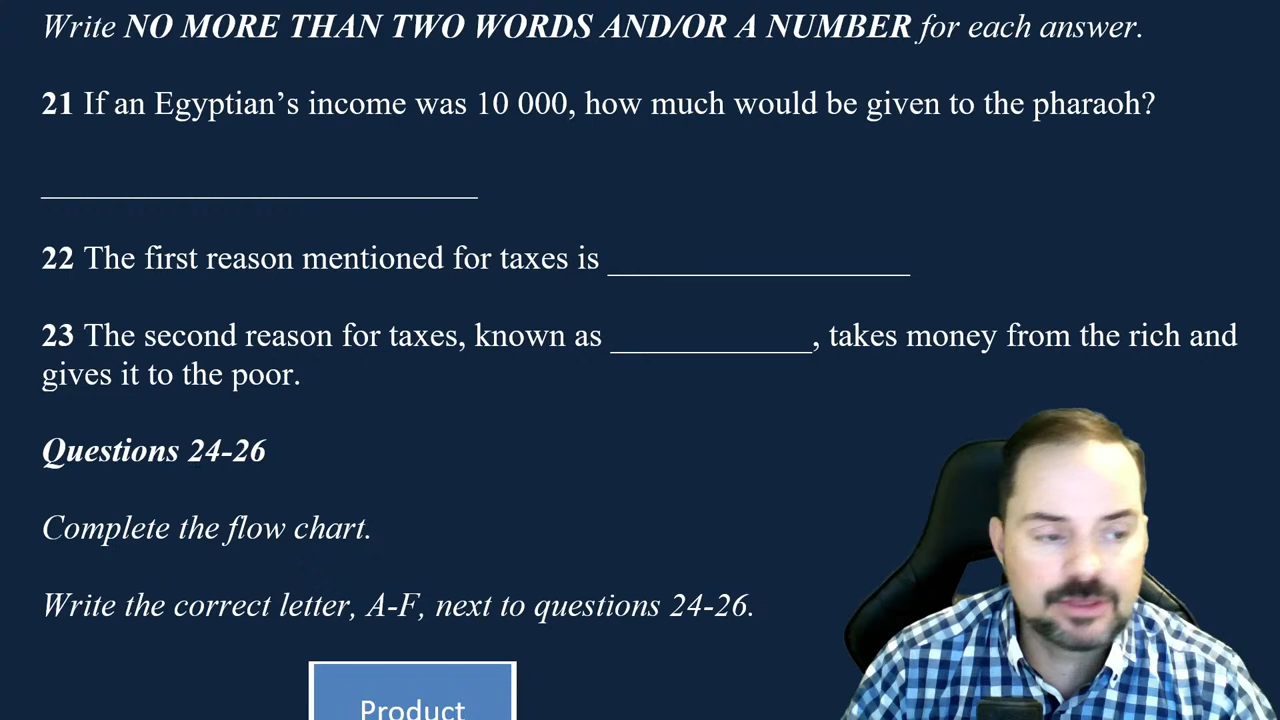 Write NO MORE THAN TWO WORDS AND/OR A NUMBER for each answer.
21 If an Egyptian’s income was 10 000, how much would be given to the pharaoh?
22 The first reason mentioned for taxes is
23 The second reason for taxes, known as , takes money from the rich and
gives it to the poor.
Questions 24-26
Complete the flow chart.
Write the correct letter, A-F, next to questions 24-26.
Product